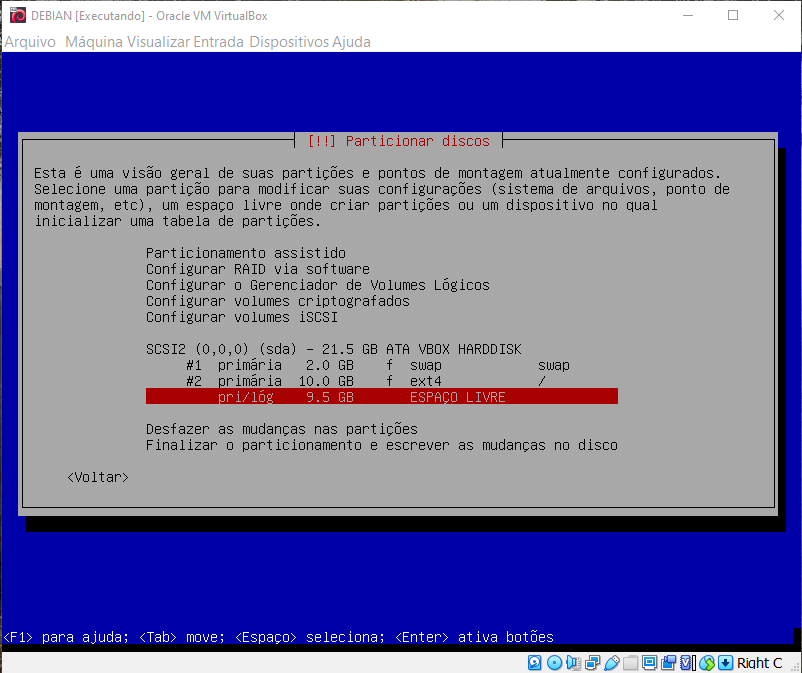 DEBIAN [Executando] - Oracle VM VirtualBox
Arquivo Máquina Visualizar Entrada Dispositivos Ajuda
[!!] Particionar discos
Esta é uma visão geral de suas partições e pontos de montagem atualmente configurados.
Selecione uma partição para modificar suas configurações (sistema de arquivos, ponto de
montagem, etc), um espaço livre onde criar partições ou um dispositivo no qual
inicializar uma tabela de partições.
Particionamento assistido
Configurar RAID via software
Configurar o Gerenciador de Volumes Lógicos
Configurar volumes criptografados
Configurar volumes iSCSI
SCSI2 (0,0,0) (sda) - 21.5 GB ATA VBOX HARDDISK
#1 primária 2.0 GB f swap swap
#2 primária 10.0 GB f ext4 /
pri/lóg 9.5 GB ESPAÇO LIVRE
Desfazer as mudanças nas partições
Finalizar o particionamento e escrever as mudanças no disco
<Voltar>
<F1> para ajuda; <Tab> move; <Espaço> seleciona; <Enter> ativa botões
Right C